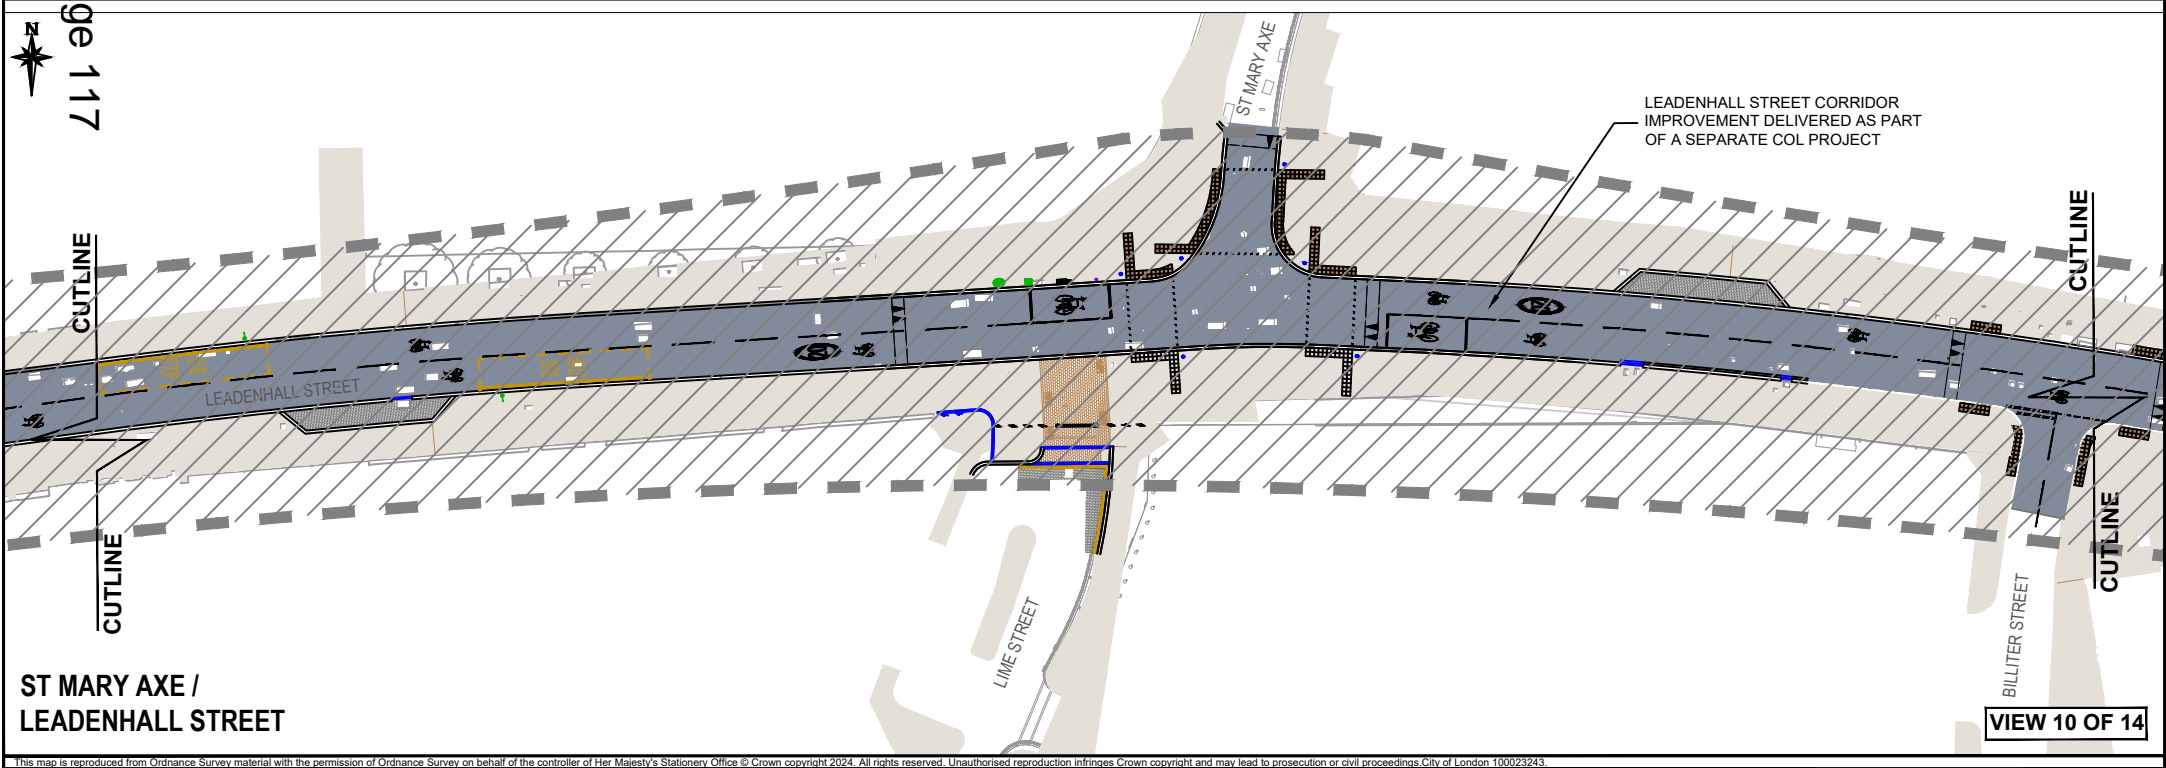 N
ge 117
ST MARY AXE
LEADENHALL STREET CORRIDOR
IMPROVEMENT DELIVERED AS PART
OF A SEPARATE COL PROJECT
CUTLINE
CUTLINE
LEADENHALL STREET
CUTLINE
CUTLINE
LIME STREET
BILLITER STREET
ST MARY AXE /
LEADENHALL STREET
VIEW 10 OF 14
This map is reproduced from Ordnance Survey material with the permission of Ordnance Survey on behalf of the controller of Her Majesty's Stationery Office © Crown copyright 2024. All rights reserved. Unauthorised reproduction infringes Crown copyright and may lead to prosecution or civil proceedings.City of London 100023243.